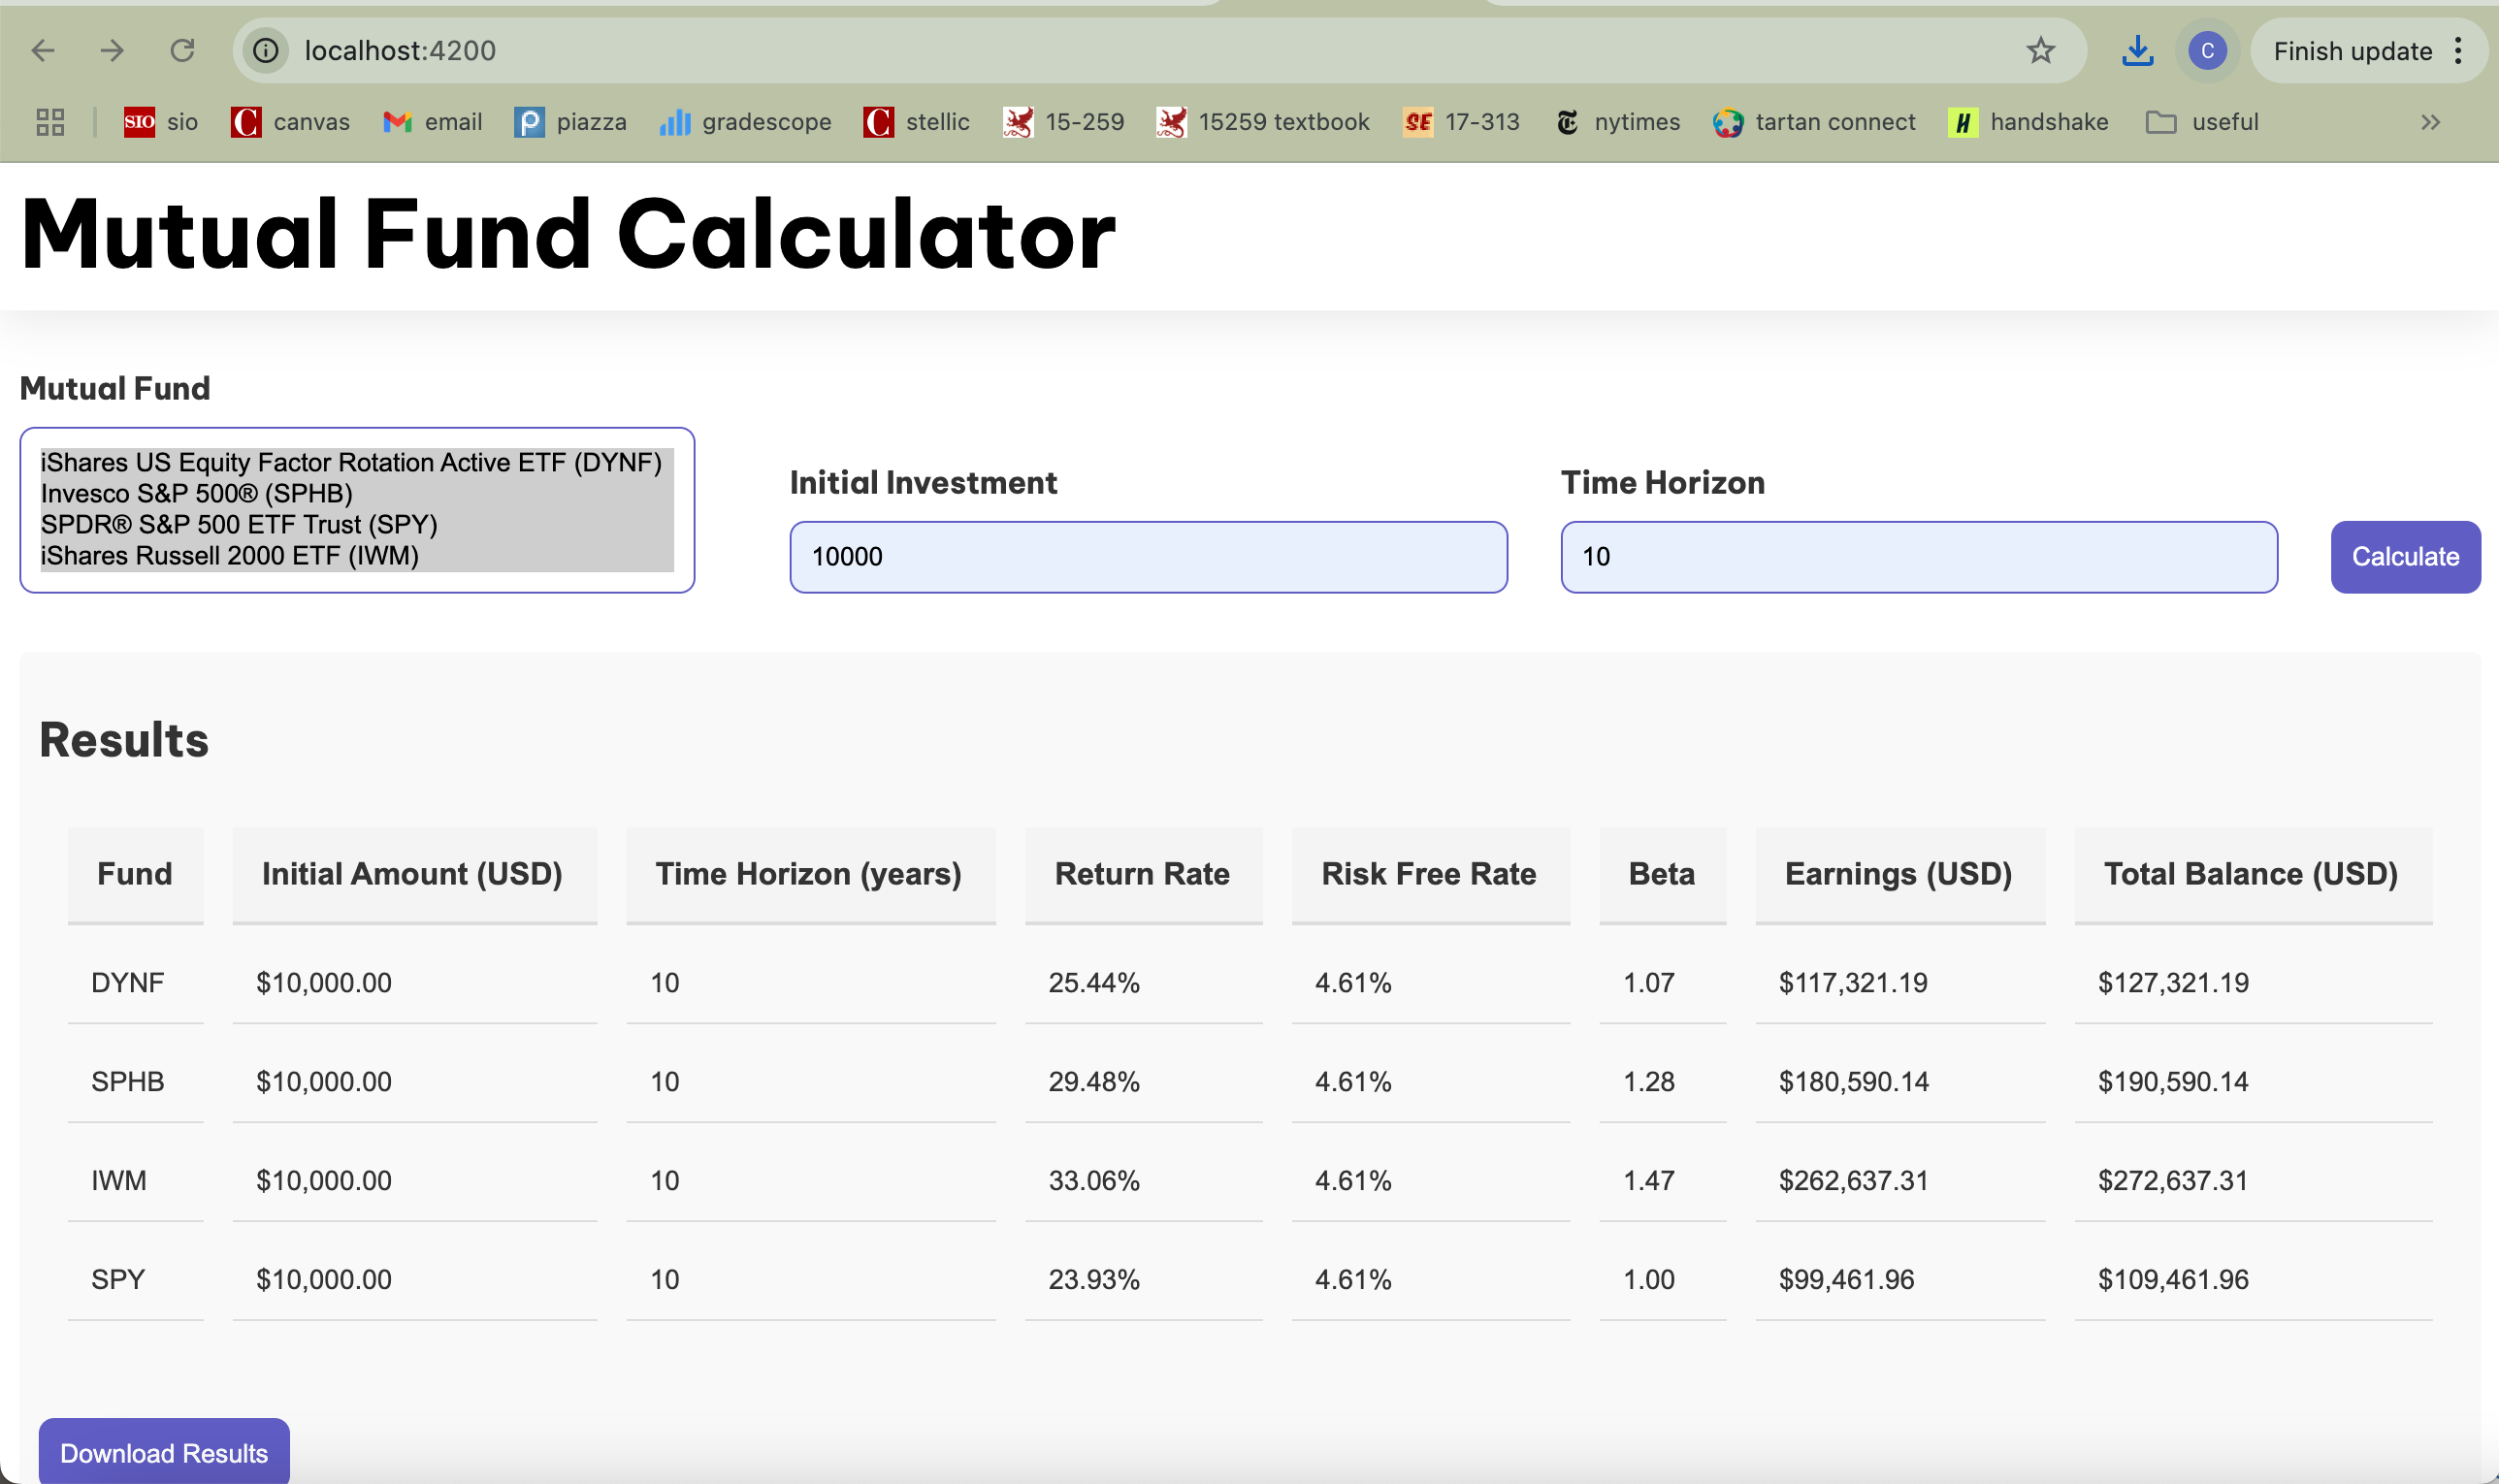 localhost:4200
C
Finish update
SIO sio C canvas email piazza gradescope C stellic 15-259 15259 textbook SE 17-313 nytimes tartan connect H handshake useful
Mutual Fund Calculator
Mutual Fund
iShares US Equity Factor Rotation Active ETF (DYNF)
Invesco S&P 500® (SPHB)
SPDR® S&P 500 ETF Trust (SPY)
iShares Russell 2000 ETF (IWM)
Initial Investment
10000
Time Horizon
10
Calculate
Results
Fund Initial Amount (USD) Time Horizon (years) Return Rate Risk Free Rate Beta Earnings (USD) Total Balance (USD)
DYNF $10,000.00 10 25.44% 4.61% 1.07 $117,321.19 $127,321.19
SPHB $10,000.00 10 29.48% 4.61% 1.28 $180,590.14 $190,590.14
IWM $10,000.00 10 33.06% 4.61% 1.47 $262,637.31 $272,637.31
SPY $10,000.00 10 23.93% 4.61% 1.00 $99,461.96 $109,461.96
Download Results